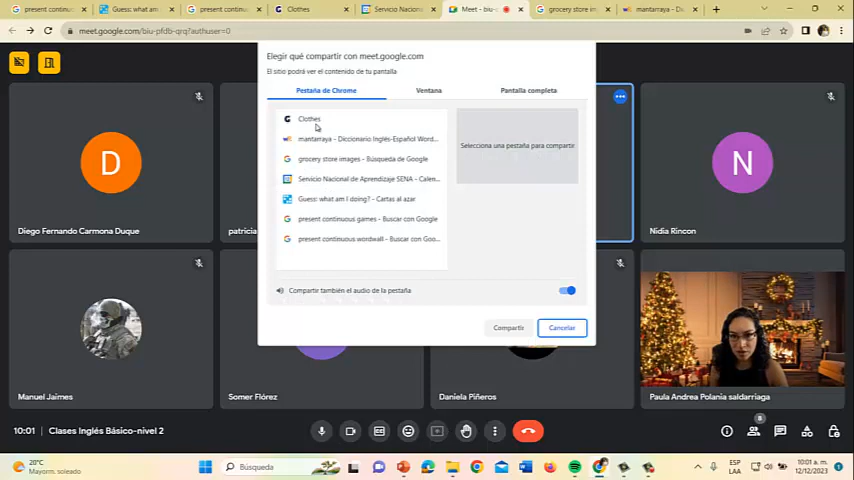 present continuous
Guess: what am I
present continuous
Clothes
Servicio Nacional
Meet - biu-
grocery store im
mantarraya - Dic
meet.google.com/biu-pfdb-qrq?authuser=0
Elegir qué compartir con meet.google.com
El sitio podrá ver el contenido de tu pantalla
Pestaña de Chrome
Ventana
Pantalla completa
Clothes
mantarraya – Diccionario Inglés-Español Word...
grocery store images – Búsqueda de Google
Servicio Nacional de Aprendizaje SENA - Calen...
Guess: what am I doing? - Cartas al azar
present continuous games - Buscar con Google
present continuous wordwall - Buscar con Goo...
Selecciona una pestaña para compartir
Compartir también el audio de la pestaña
Compartir
Cancelar
D
N
Diego Fernando Carmona Duque
patricia
Nidia Rincon
Manuel Jaimes
Somer Flórez
Daniela Piñeros
Paula Andrea Polania saldarriaga
10:01
Clases Inglés Básico-nivel 2
8
20°C
Mayorm. soleado
Búsqueda
ESP
LAA
10:01 a. m.
12/12/2023